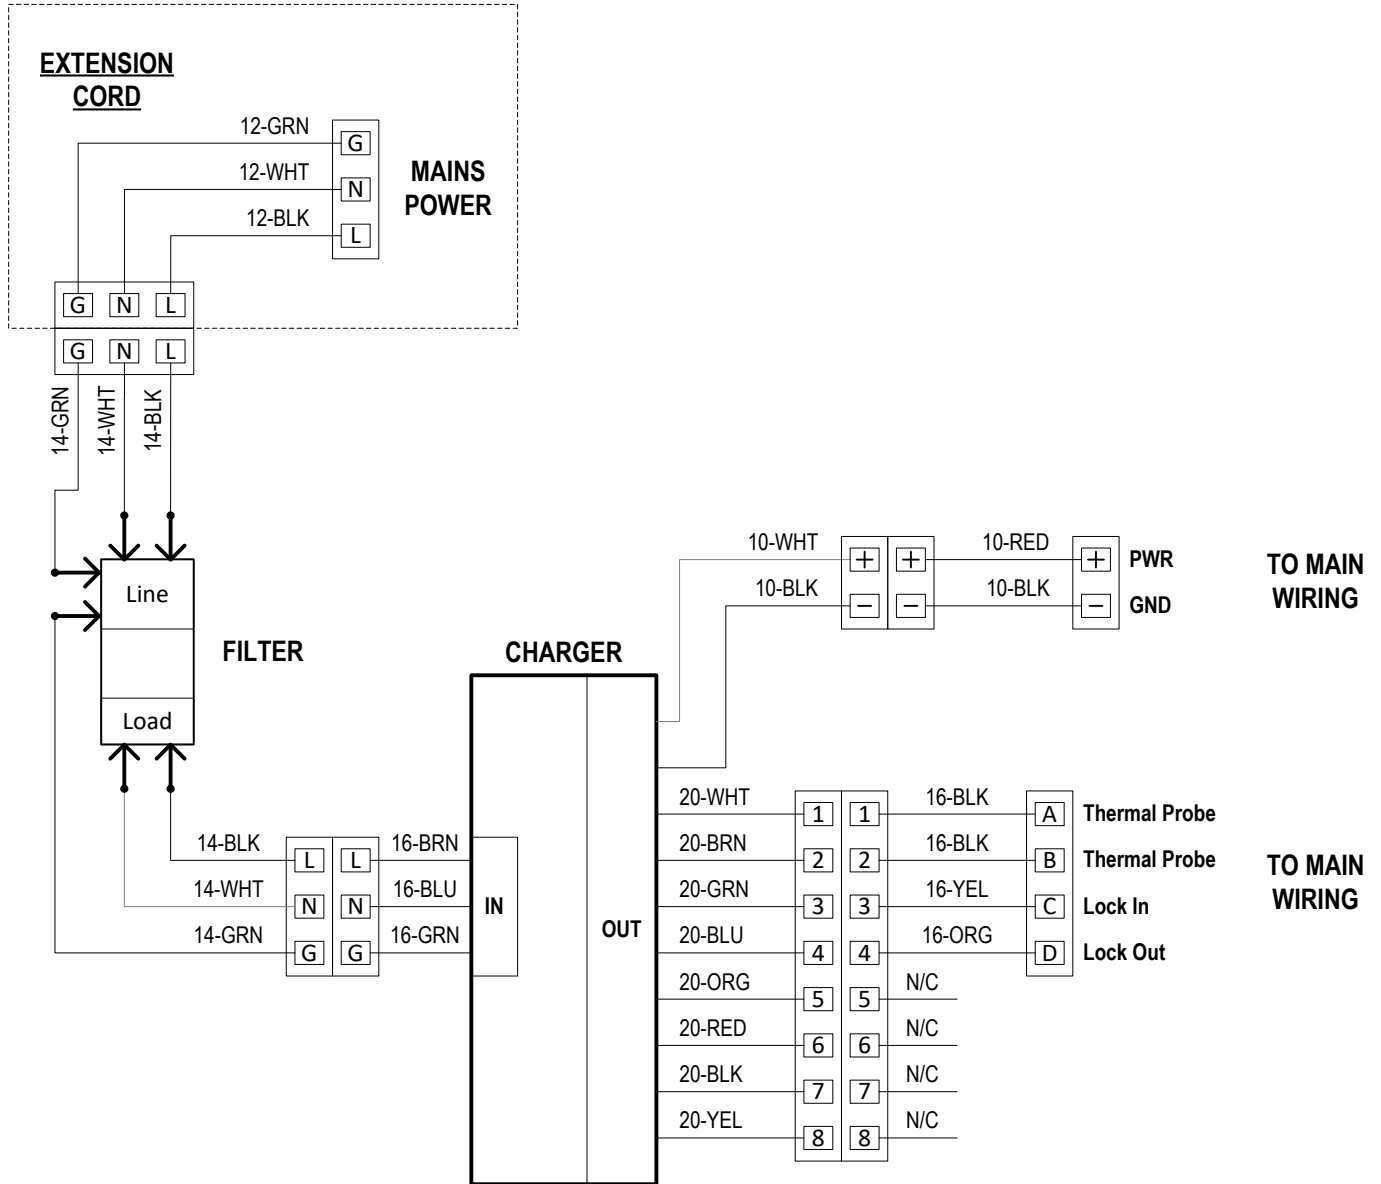 EXTENSION
CORD
12-GRN
G
12-WHT
N
12-BLK
L
MAINS
POWER
G N L
G N L
14-GRN
14-WHT
14-BLK
Line
Load
FILTER
CHARGER
10-WHT
+ +
10-RED
+
PWR
10-BLK
− −
10-BLK
−
GND
TO MAIN
WIRING
14-BLK
L L
16-BRN
14-WHT
N N
16-BLU
14-GRN
G G
16-GRN
IN
OUT
20-WHT
1 1
16-BLK
A
Thermal Probe
20-BRN
2 2
16-BLK
B
Thermal Probe
20-GRN
3 3
16-YEL
C
Lock In
20-BLU
4 4
16-ORG
D
Lock Out
TO MAIN
WIRING
20-ORG
5 5
N/C
20-RED
6 6
N/C
20-BLK
7 7
N/C
20-YEL
8 8
N/C